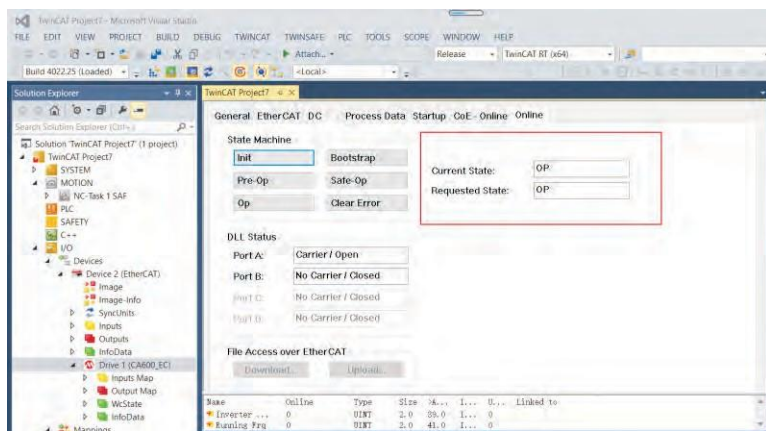 TwinCAT Project7 - Microsoft Visual Studio
FILE EDIT VIEW PROJECT BUILD DEBUG TWINCAT TWINSAFE PLC TOOLS SCOPE WINDOW HELP
Attach... Release TwinCAT RT (x64)
Build 4022.25 (Loaded) <Local>
Solution Explorer
TwinCAT Project7
Search Solution Explorer (Ctrl+;)
Solution 'TwinCAT Project7' (1 project)
TwinCAT Project7
SYSTEM
MOTION
NC-Task 1 SAF
PLC
SAFETY
C++
I/O
Devices
Device 2 (EtherCAT)
Image
Image-Info
SyncUnits
Inputs
Outputs
InfoData
Drive 1 (CA600_EC)
Inputs Map
Output Map
WcState
InfoData
Mappings
General EtherCAT DC Process Data Startup CoE - Online Online
State Machine
Init Bootstrap
Pre-Op Safe-Op
Op Clear Error
Current State: OP
Requested State: OP
DLL Status
Port A: Carrier / Open
Port B: No Carrier / Closed
Port C: No Carrier / Closed
Port D: No Carrier / Closed
File Access over EtherCAT
Download... Upload...
Name Online Type Size >A... I... U... Linked to
Inverter ... 0 UINT 2.0 39.0 I... 0
Running Frq 0 UINT 2.0 41.0 I... 0